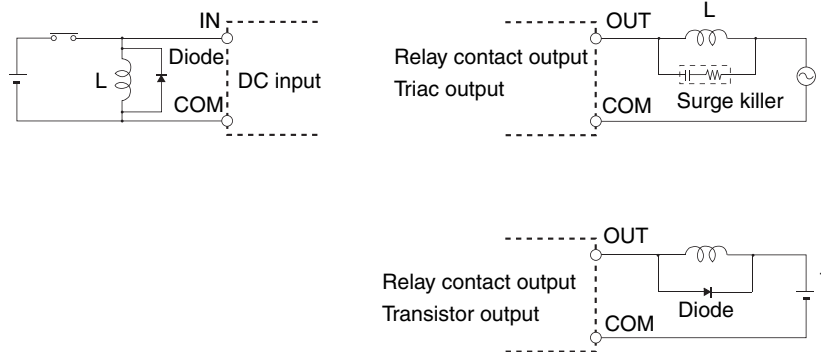 IN
Diode
L
DC input
COM
OUT
L
Relay contact output
Triac output
COM
Surge killer
OUT
Relay contact output
Transistor output
Diode
COM